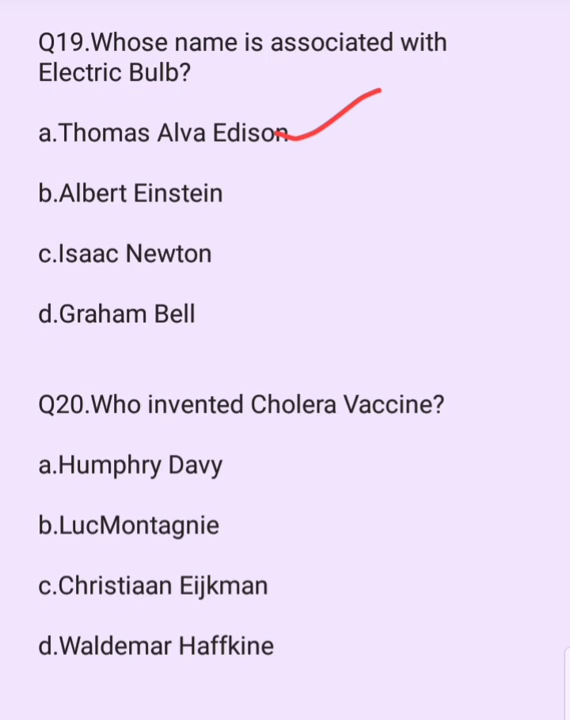 Q19.Whose name is associated with
Electric Bulb?
a.Thomas Alva Edison
b.Albert Einstein
c.Isaac Newton
d.Graham Bell
Q20.Who invented Cholera Vaccine?
a.Humphry Davy
b.LucMontagnie
c.Christiaan Eijkman
d.Waldemar Haffkine